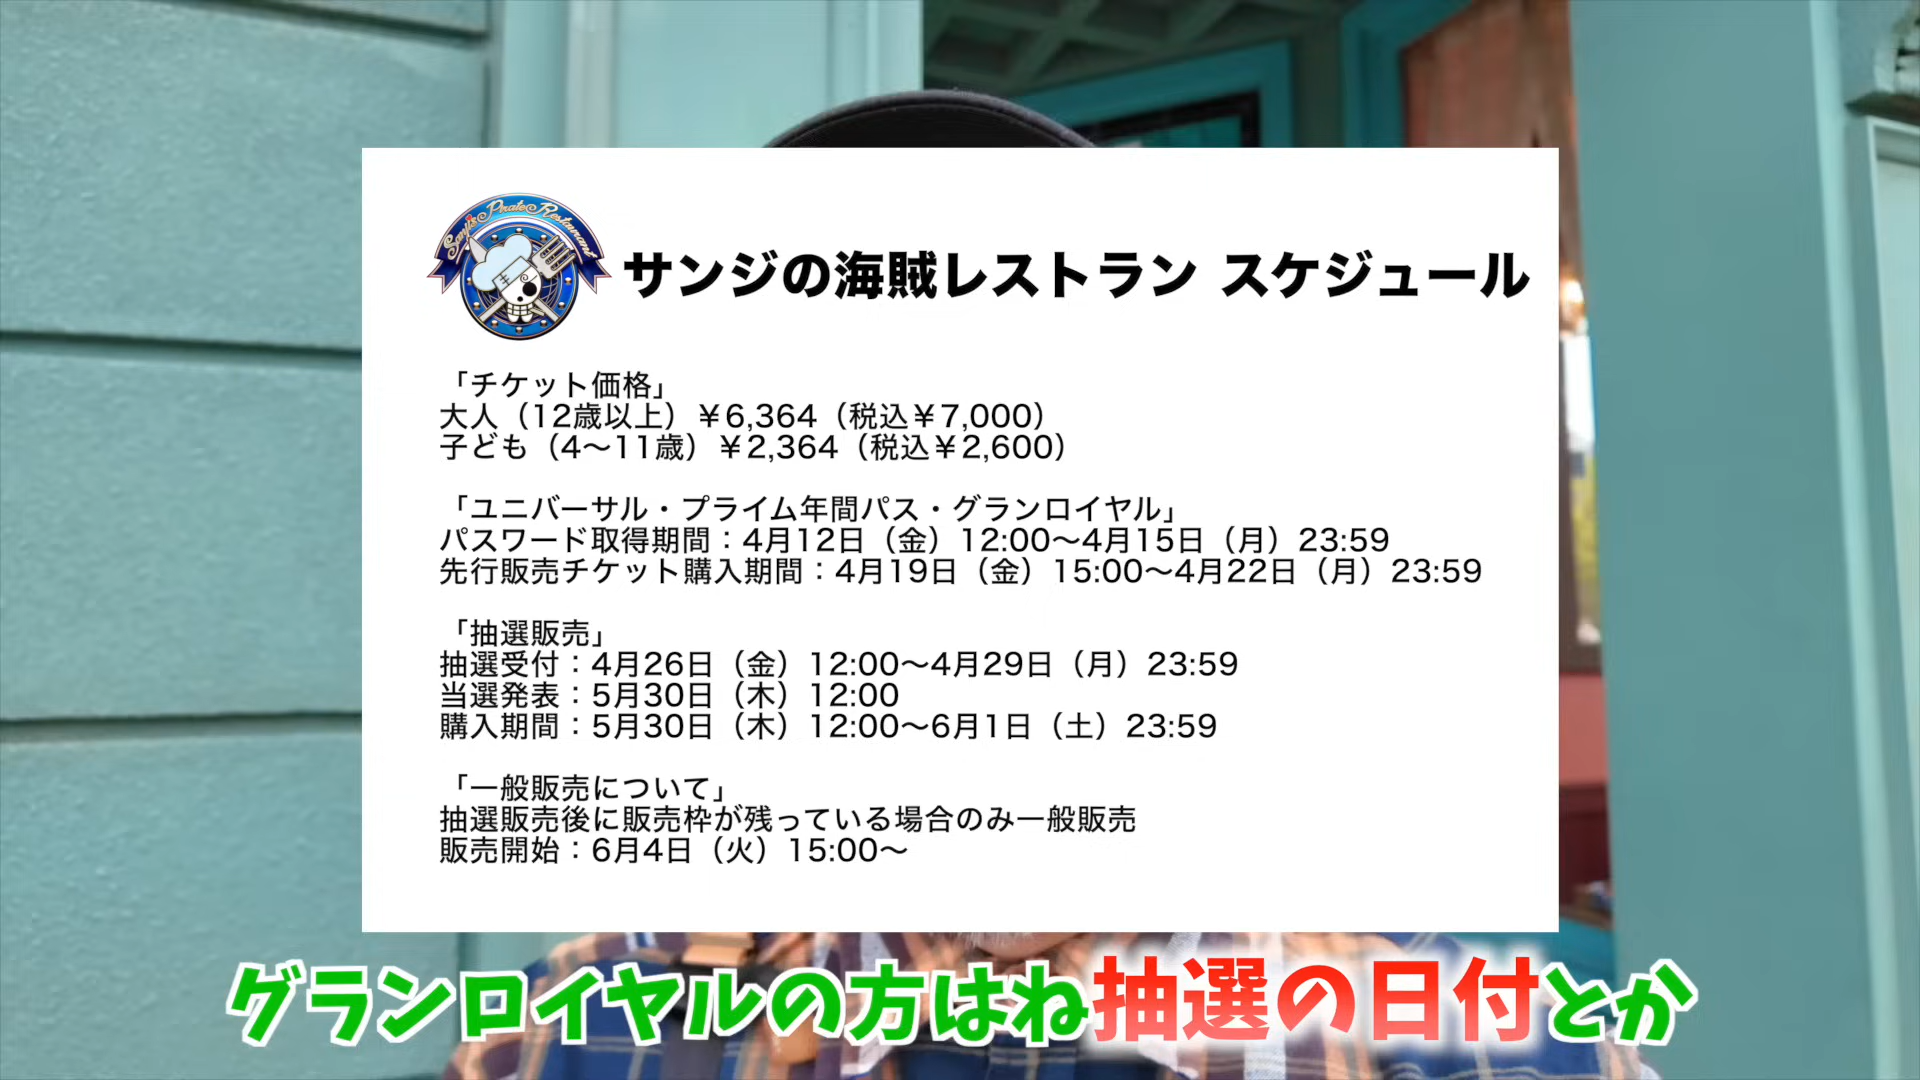 Sanji's Pirate Restaurant
サンジの海賊レストラン スケジュール
「チケット価格」
大人（12歳以上）￥6,364（税込￥7,000）
子ども（4〜11歳）￥2,364（税込￥2,600）
「ユニバーサル・プライム年間パス・グランロイヤル」
パスワード取得期間：4月12日（金）12:00〜4月15日（月）23:59
先行販売チケット購入期間：4月19日（金）15:00〜4月22日（月）23:59
「抽選販売」
抽選受付：4月26日（金）12:00〜4月29日（月）23:59
当選発表：5月30日（木）12:00
購入期間：5月30日（木）12:00〜6月1日（土）23:59
「一般販売について」
抽選販売後に販売枠が残っている場合のみ一般販売
販売開始：6月4日（火）15:00〜
グランロイヤルの方はね抽選の日付とか